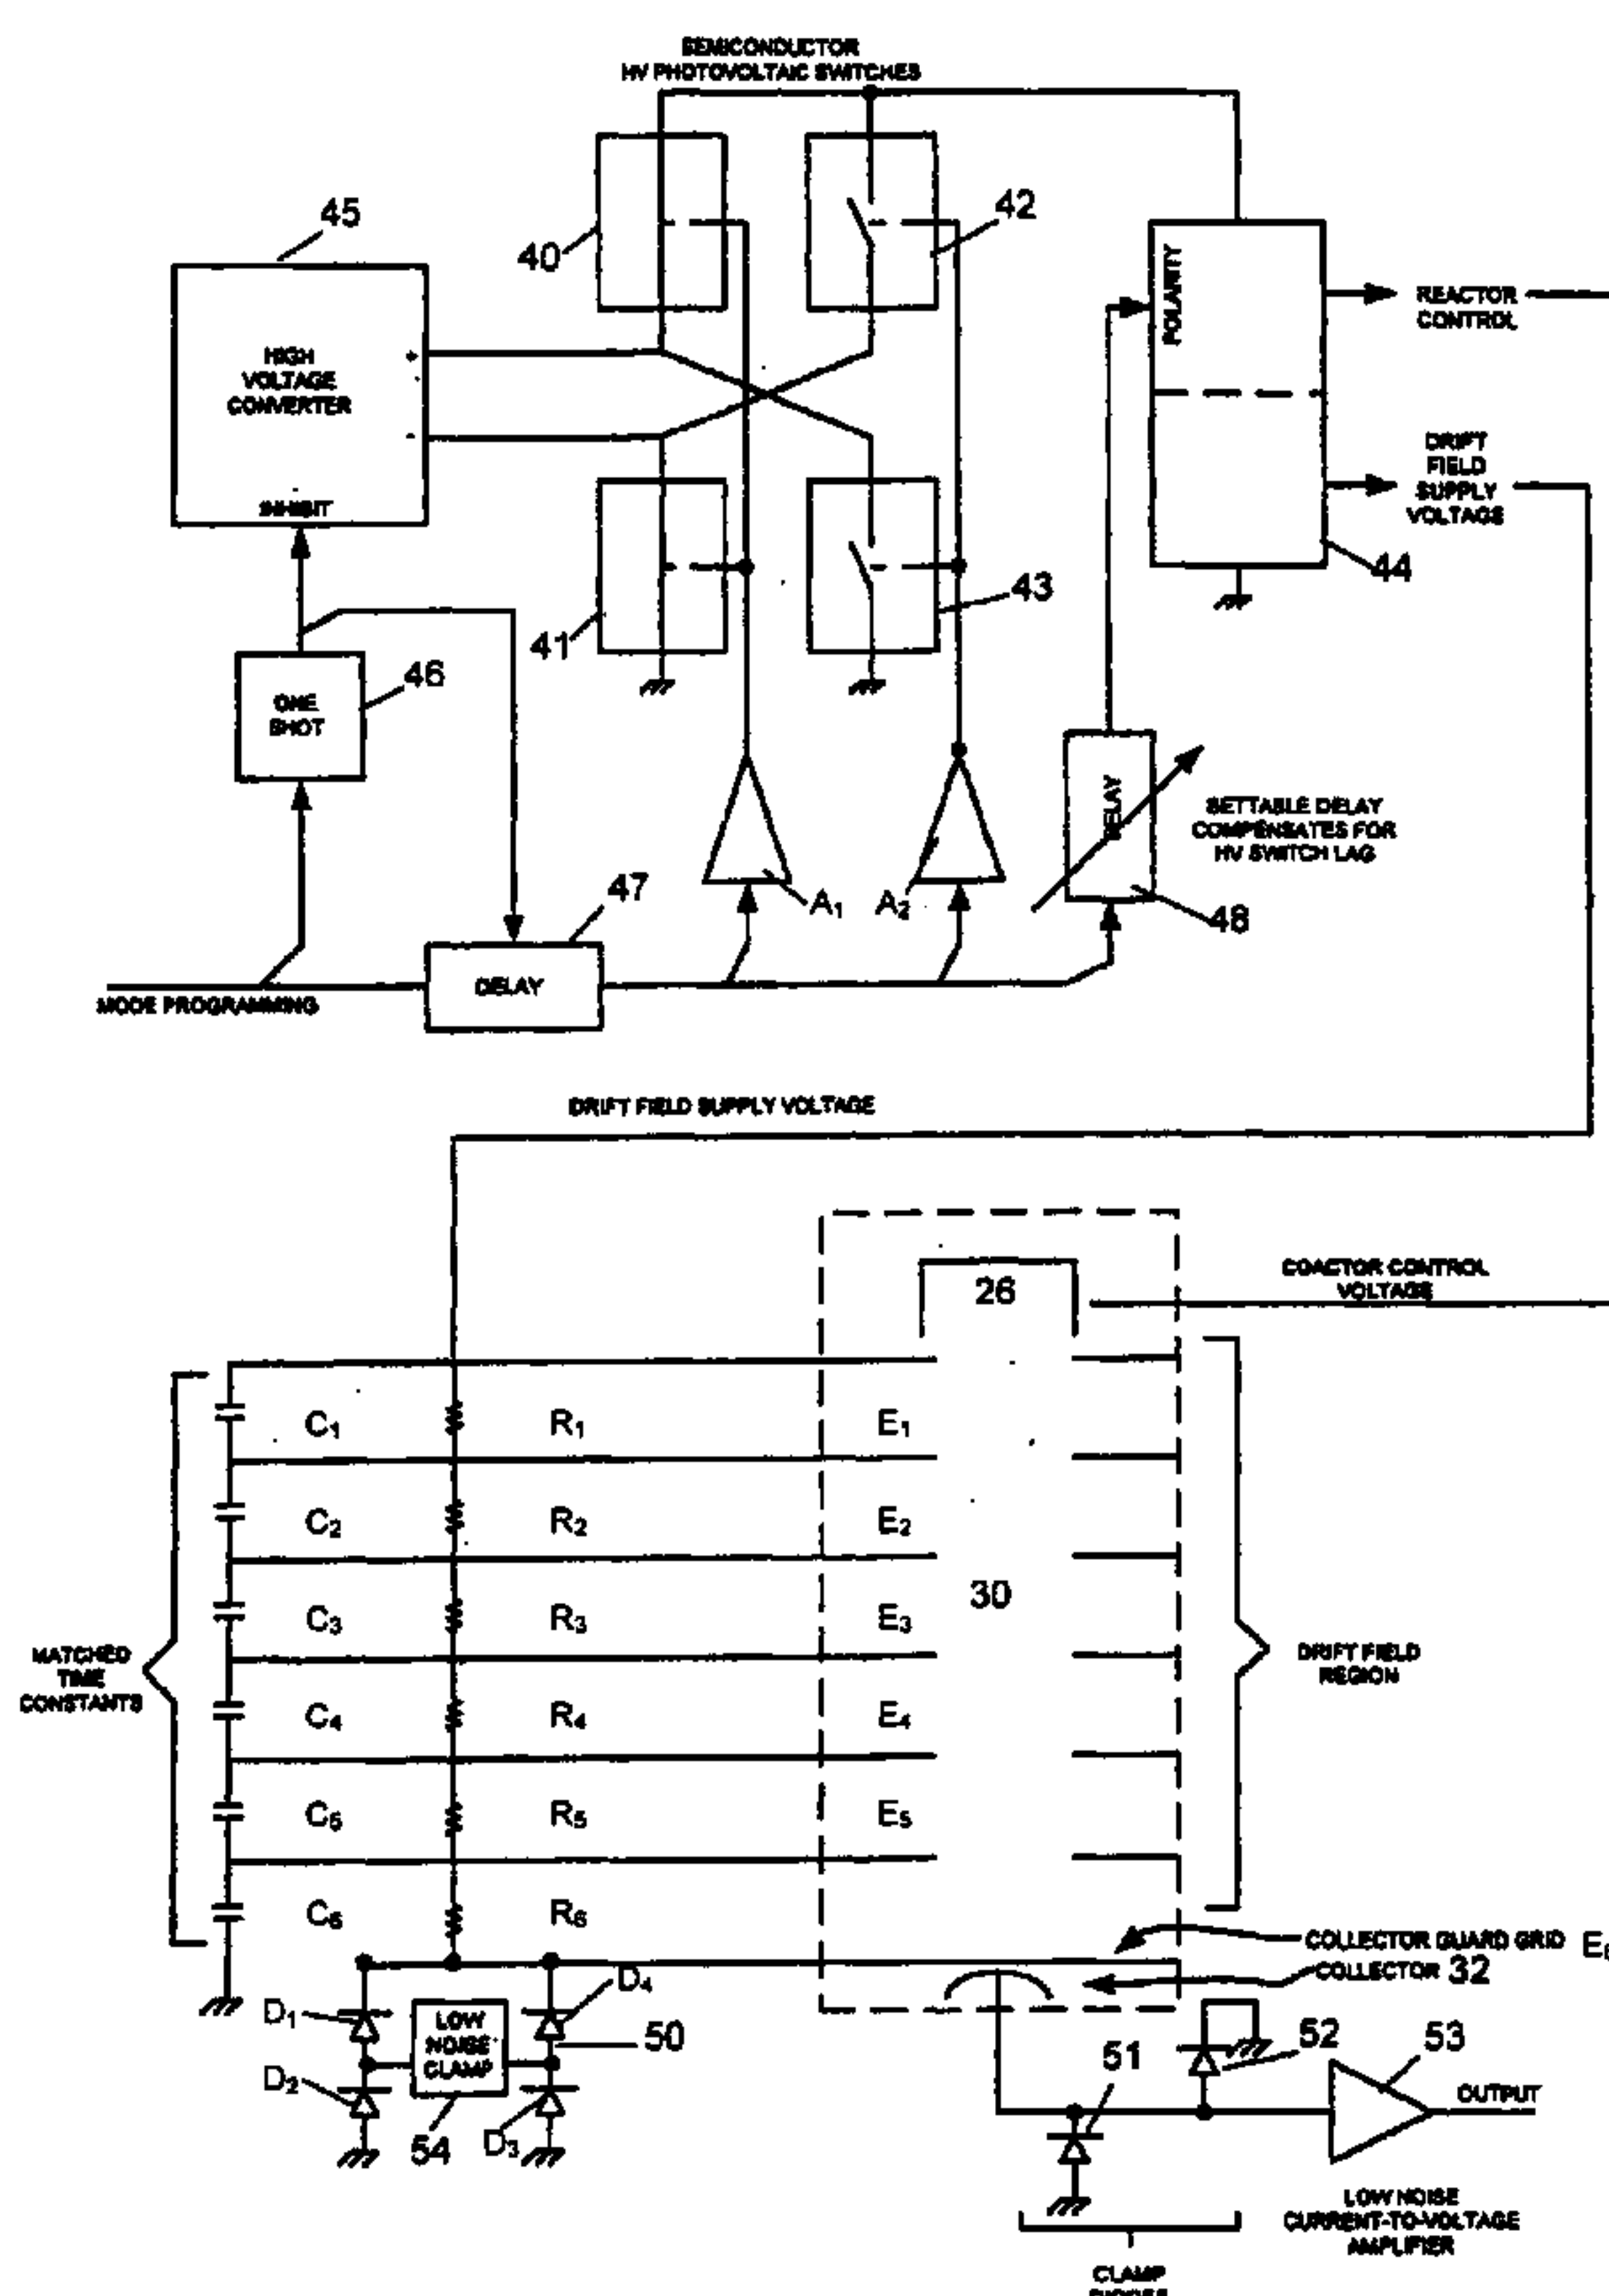 SEMICONDUCTOR
HV PHOTOVOLTAIC SWITCHES
45
40
42
HIGH
VOLTAGE
CONVERTER
+
-
INHIBIT
POLARITY
REACTOR
CONTROL
DRIFT
FIELD
SUPPLY
VOLTAGE
44
41
43
46
ONE
SHOT
DELAY
SETTABLE DELAY
COMPENSATES FOR
HV SWITCH LAG
A1
A2
48
47
DELAY
MODE PROGRAMMING
DRIFT FIELD SUPPLY VOLTAGE
26
COACTOR CONTROL
VOLTAGE
C1 R1 E1
C2 R2 E2
30
C3 R3 E3
MATCHED
TIME
CONSTANTS
DRIFT FIELD
REGION
C4 R4 E4
C5 R5 E5
C6 R6
COLLECTOR GUARD GRID
COLLECTOR 32
D1
D4
LOW
NOISE
CLAMP
50
D2
54
D3
51
52
53
OUTPUT
LOW NOISE
CURRENT-TO-VOLTAGE
AMPLIFIER
CLAMP